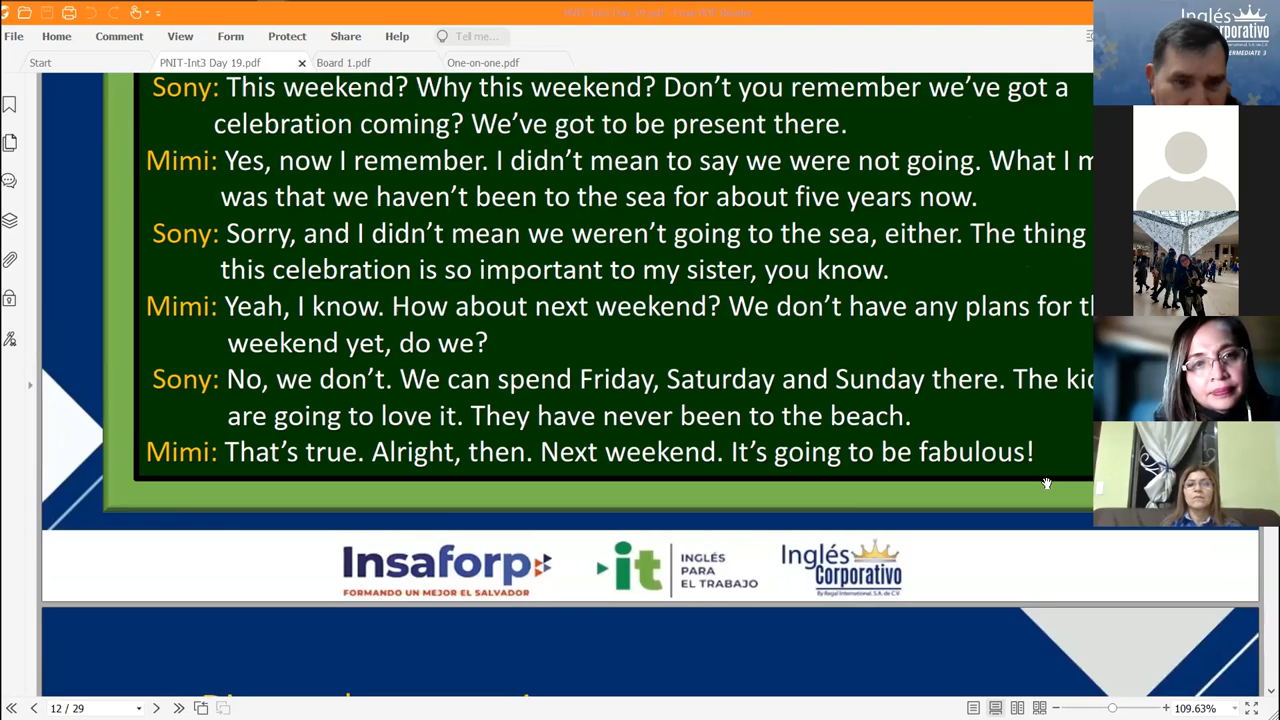 File Home Comment View Form Protect Share Help Tell me...
Start PNIT-Int3 Day 19.pdf Board 1.pdf One-on-one.pdf
Inglés
Corporativo
INTERMEDIATE 3
Sony: This weekend? Why this weekend? Don't you remember we've got a
celebration coming? We've got to be present there.
Mimi: Yes, now I remember. I didn't mean to say we were not going. What I
was that we haven't been to the sea for about five years now.
Sony: Sorry, and I didn't mean we weren't going to the sea, either. The thing
this celebration is so important to my sister, you know.
Mimi: Yeah, I know. How about next weekend? We don't have any plans for
weekend yet, do we?
Sony: No, we don't. We can spend Friday, Saturday and Sunday there. The
are going to love it. They have never been to the beach.
Mimi: That's true. Alright, then. Next weekend. It's going to be fabulous!
Insaforp
FORMANDO UN MEJOR EL SALVADOR
it INGLÉS
PARA
EL TRABAJO
Inglés
Corporativo
By Regal International, S.A. de C.V.
12 / 29
109.63%